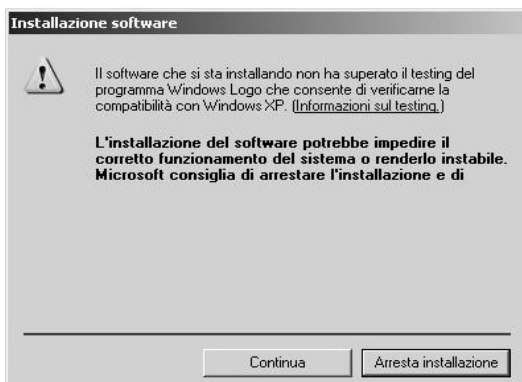 Installazione software
Il software che si sta installando non ha superato il testing del
programma Windows Logo che consente di verificarne la
compatibilità con Windows XP. (Informazioni sul testing.)
L'installazione del software potrebbe impedire il
corretto funzionamento del sistema o renderlo instabile.
Microsoft consiglia di arrestare l'installazione e di
Continua
Arresta installazione